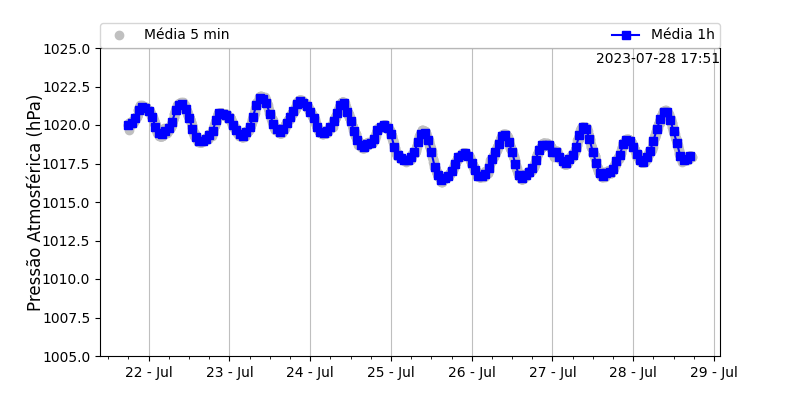 Média 5 min
Média 1h
2023-07-28 17:51
Pressão Atmosférica (hPa)
1025.0
1022.5
1020.0
1017.5
1015.0
1012.5
1010.0
1007.5
1005.0
22 - Jul
23 - Jul
24 - Jul
25 - Jul
26 - Jul
27 - Jul
28 - Jul
29 - Jul